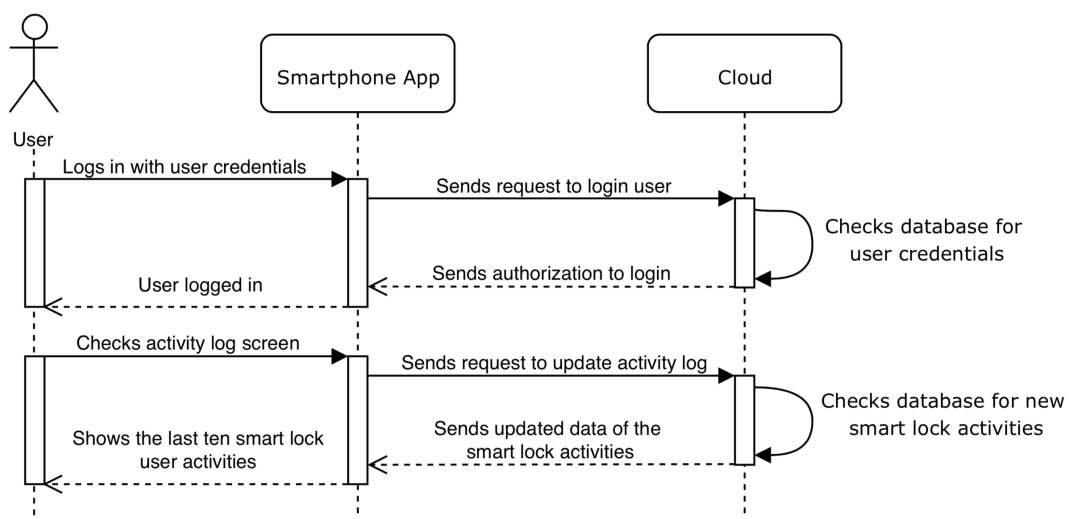 Smartphone App
Cloud
User
Logs in with user credentials
Sends request to login user
Checks database for
user credentials
Sends authorization to login
User logged in
Checks activity log screen
Sends request to update activity log
Checks database for new
smart lock activities
Sends updated data of the
smart lock activities
Shows the last ten smart lock
user activities